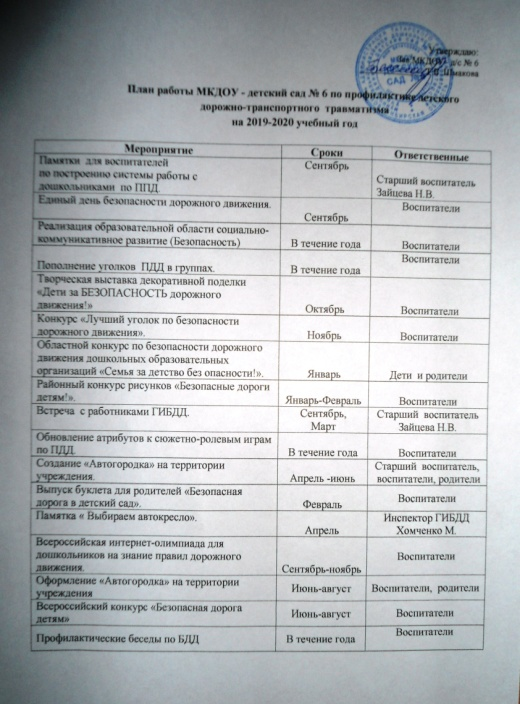 Утверждаю:
МКДОУ д/с № 6
Шмакова
План работы МКДОУ - детский сад № 6 по профилактике детского
дорожно-транспортного травматизма
на 2019-2020 учебный год
Мероприятие Сроки Ответственные
Памятки для воспитателей Сентябрь
по построению системы работы с Старший воспитатель
дошкольниками по ППД. Зайцева Н.В.
Единый день безопасности дорожного движения. Воспитатели
Сентябрь
Реализация образовательной области социально-
коммуникативное развитие (Безопасность) В течение года Воспитатели
Воспитатели
Пополнение уголков ПДД в группах. В течение года
Творческая выставка декоративной поделки
«Дети за БЕЗОПАСНОСТЬ дорожного
движения!» Октябрь Воспитатели
Конкурс «Лучший уголок по безопасности
дорожного движения». Ноябрь Воспитатели
Областной конкурс по безопасности дорожного
движения дошкольных образовательных
организаций «Семья за детство без опасности!». Январь Дети и родители
Районный конкурс рисунков «Безопасные дороги
детям!». Январь-Февраль Воспитатели
Встреча с работниками ГИБДД. Сентябрь, Старший воспитатель
Март Зайцева Н.В.
Обновление атрибутов к сюжетно-ролевым играм
по ПДД. В течение года Воспитатели
Создание «Автогородка» на территории Старший воспитатель,
учреждения. Апрель -июнь воспитатели, родители
Выпуск буклета для родителей «Безопасная Воспитатели
дорога в детский сад». Февраль
Памятка « Выбираем автокресло». Инспектор ГИБДД
Апрель Хомченко М.
Всероссийская интернет-олимпиада для
дошкольников на знание правил дорожного Воспитатели
движения. Сентябрь-ноябрь
Оформление «Автогородка» на территории
учреждения Июнь-август Воспитатели, родители
Всероссийский конкурс «Безопасная дорога
детям» Июнь-август Воспитатели
Воспитатели
Профилактические беседы по БДД В течение года